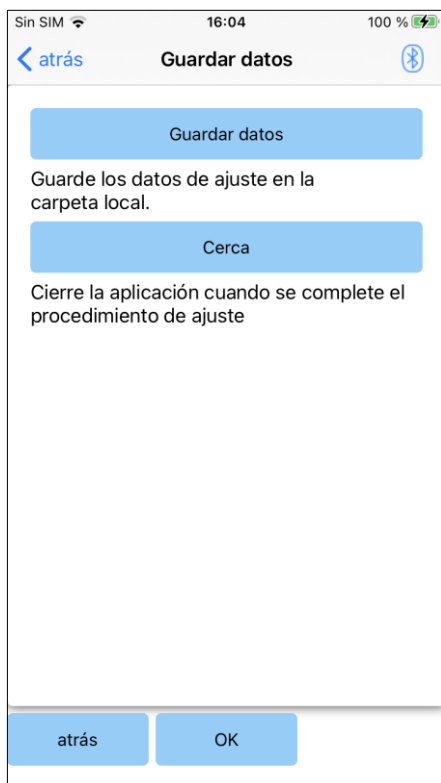 Sin SIM 16:04 100 %
atrás Guardar datos
Guardar datos
Guarde los datos de ajuste en la
carpeta local.
Cerca
Cierre la aplicación cuando se complete el
procedimiento de ajuste
atrás OK